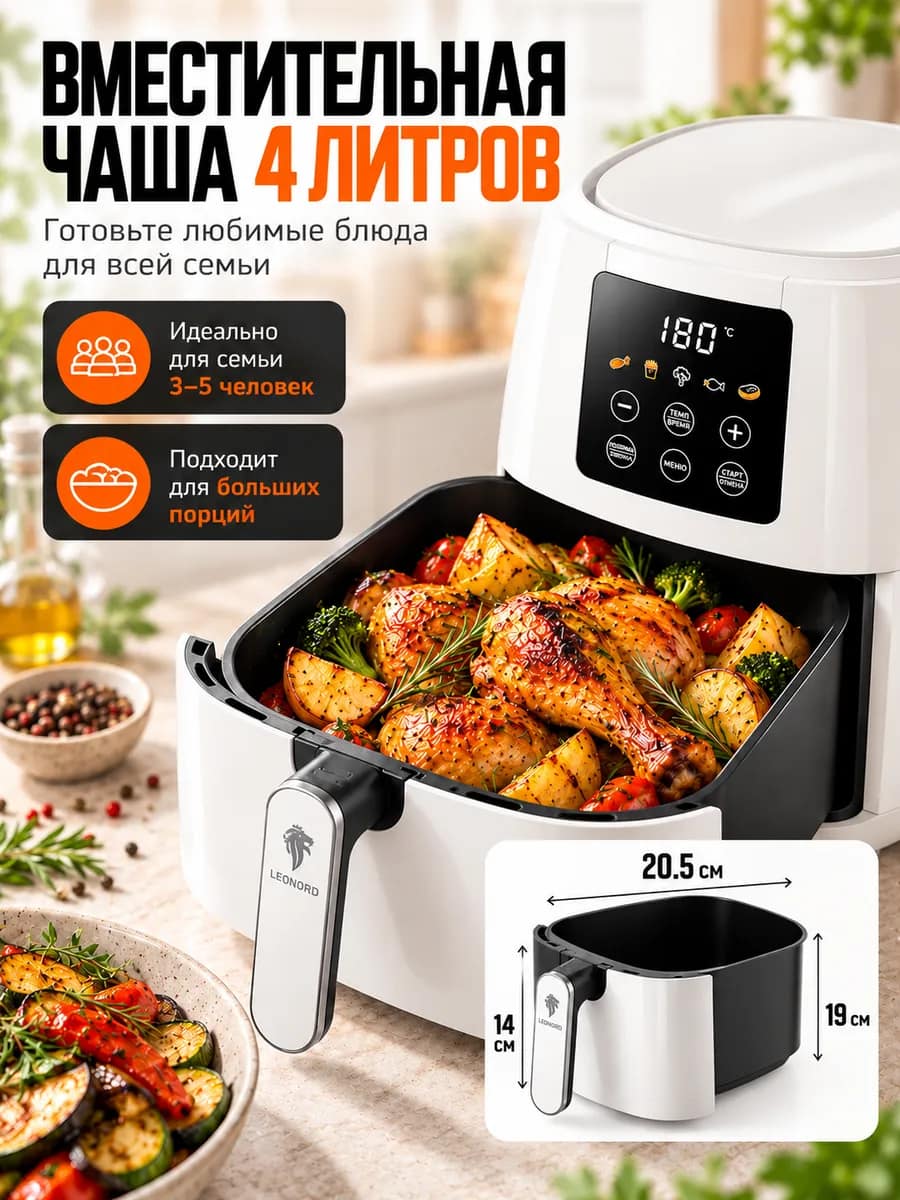 ВМЕСТИТЕЛЬНАЯ
ЧАША 4 ЛИТРОВ
Готовьте любимые блюда
для всей семьи
Идеально
для семьи
3–5 человек
Подходит
для больших
порций
180 °C
ТЕМП
ВРЕМЯ
МЕНЮ
СТАРТ
ОТМЕНА
LEONORD
20.5 СМ
14
СМ
19 СМ
LEONORD